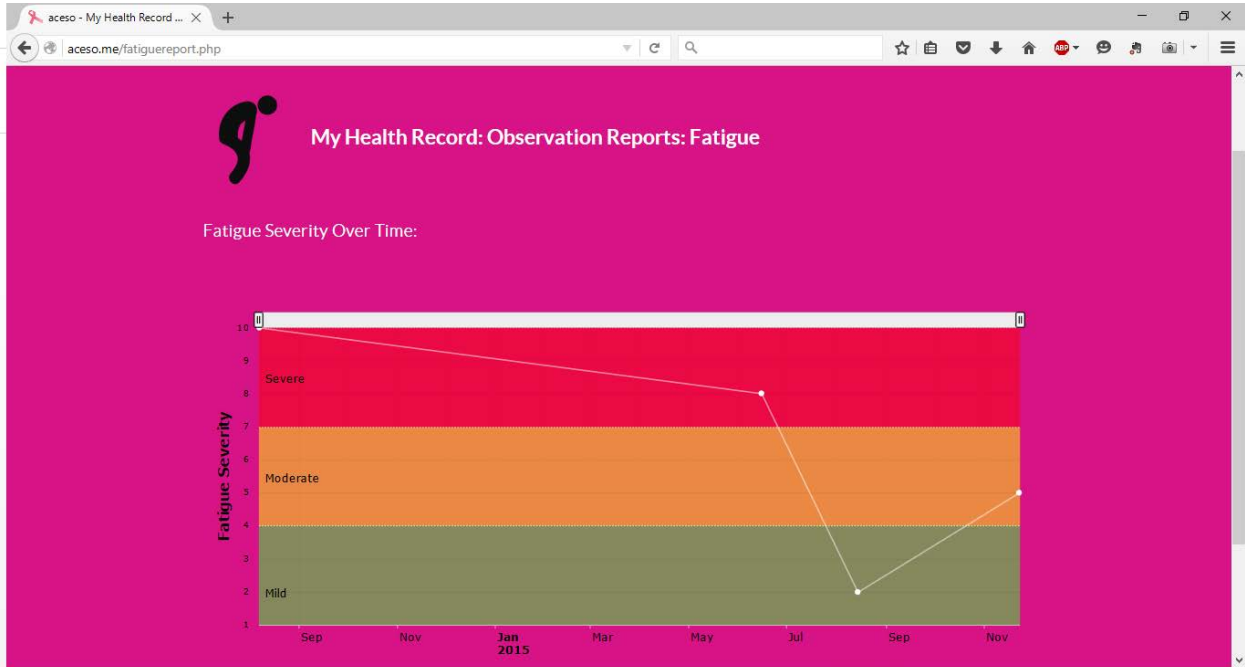 aceso - My Health Record ...
aceso.me/fatiguereport.php
ABP
My Health Record: Observation Reports: Fatigue
Fatigue Severity Over Time:
Fatigue Severity
10
9
Severe
8
7
6
Moderate
5
4
3
2
Mild
1
Sep
Nov
Jan
2015
Mar
May
Jul
Sep
Nov